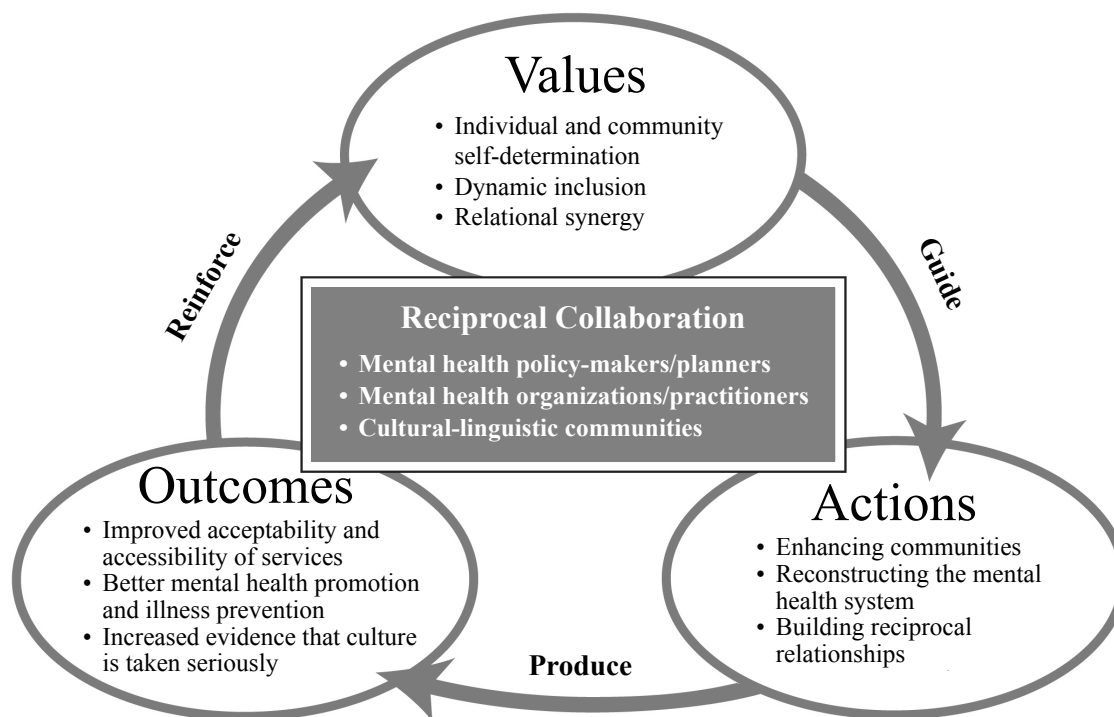 Values
• Individual and community
self-determination
• Dynamic inclusion
• Relational synergy
Reinforce
Guide
Reciprocal Collaboration
• Mental health policy-makers/planners
• Mental health organizations/practitioners
• Cultural-linguistic communities
Outcomes
• Improved acceptability and
accessibility of services
• Better mental health promotion
and illness prevention
• Increased evidence that culture
is taken seriously
Actions
• Enhancing communities
• Reconstructing the mental
health system
• Building reciprocal
relationships
Produce